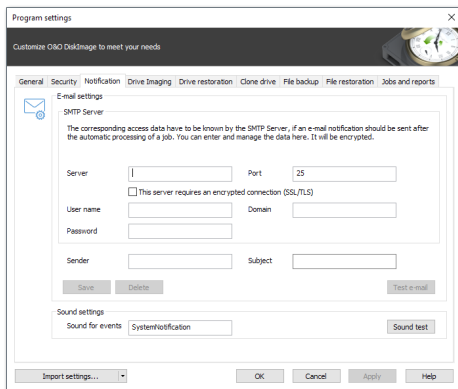 Program settings
Customize O&O DiskImage to meet your needs
General Security Notification Drive Imaging Drive restoration Clone drive File backup File restoration Jobs and reports
E-mail settings
SMTP Server
The corresponding access data have to be known by the SMTP Server, if an e-mail notification should be sent after
the automatic processing of a job. You can enter and manage the data here. It will be encrypted.
Server Port 25
This server requires an encrypted connection (SSL/TLS)
User name Domain
Password
Sender Subject
Save Delete Test e-mail
Sound settings
Sound for events SystemNotification Sound test
Import settings... OK Cancel Apply Help